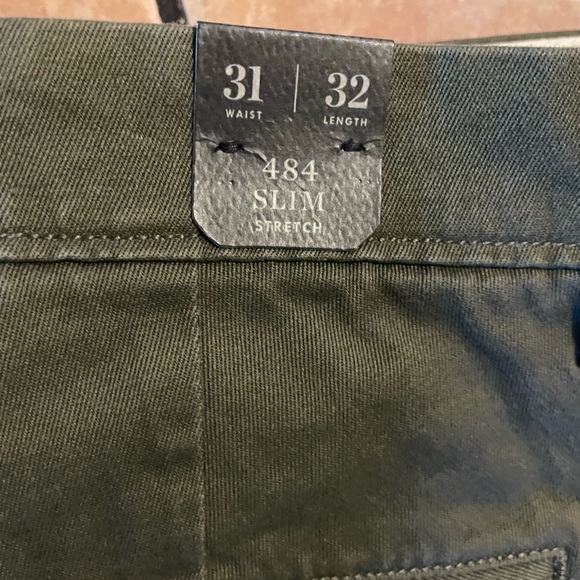 31 | 32
WAIST LENGTH
484
SLIM
STRETCH